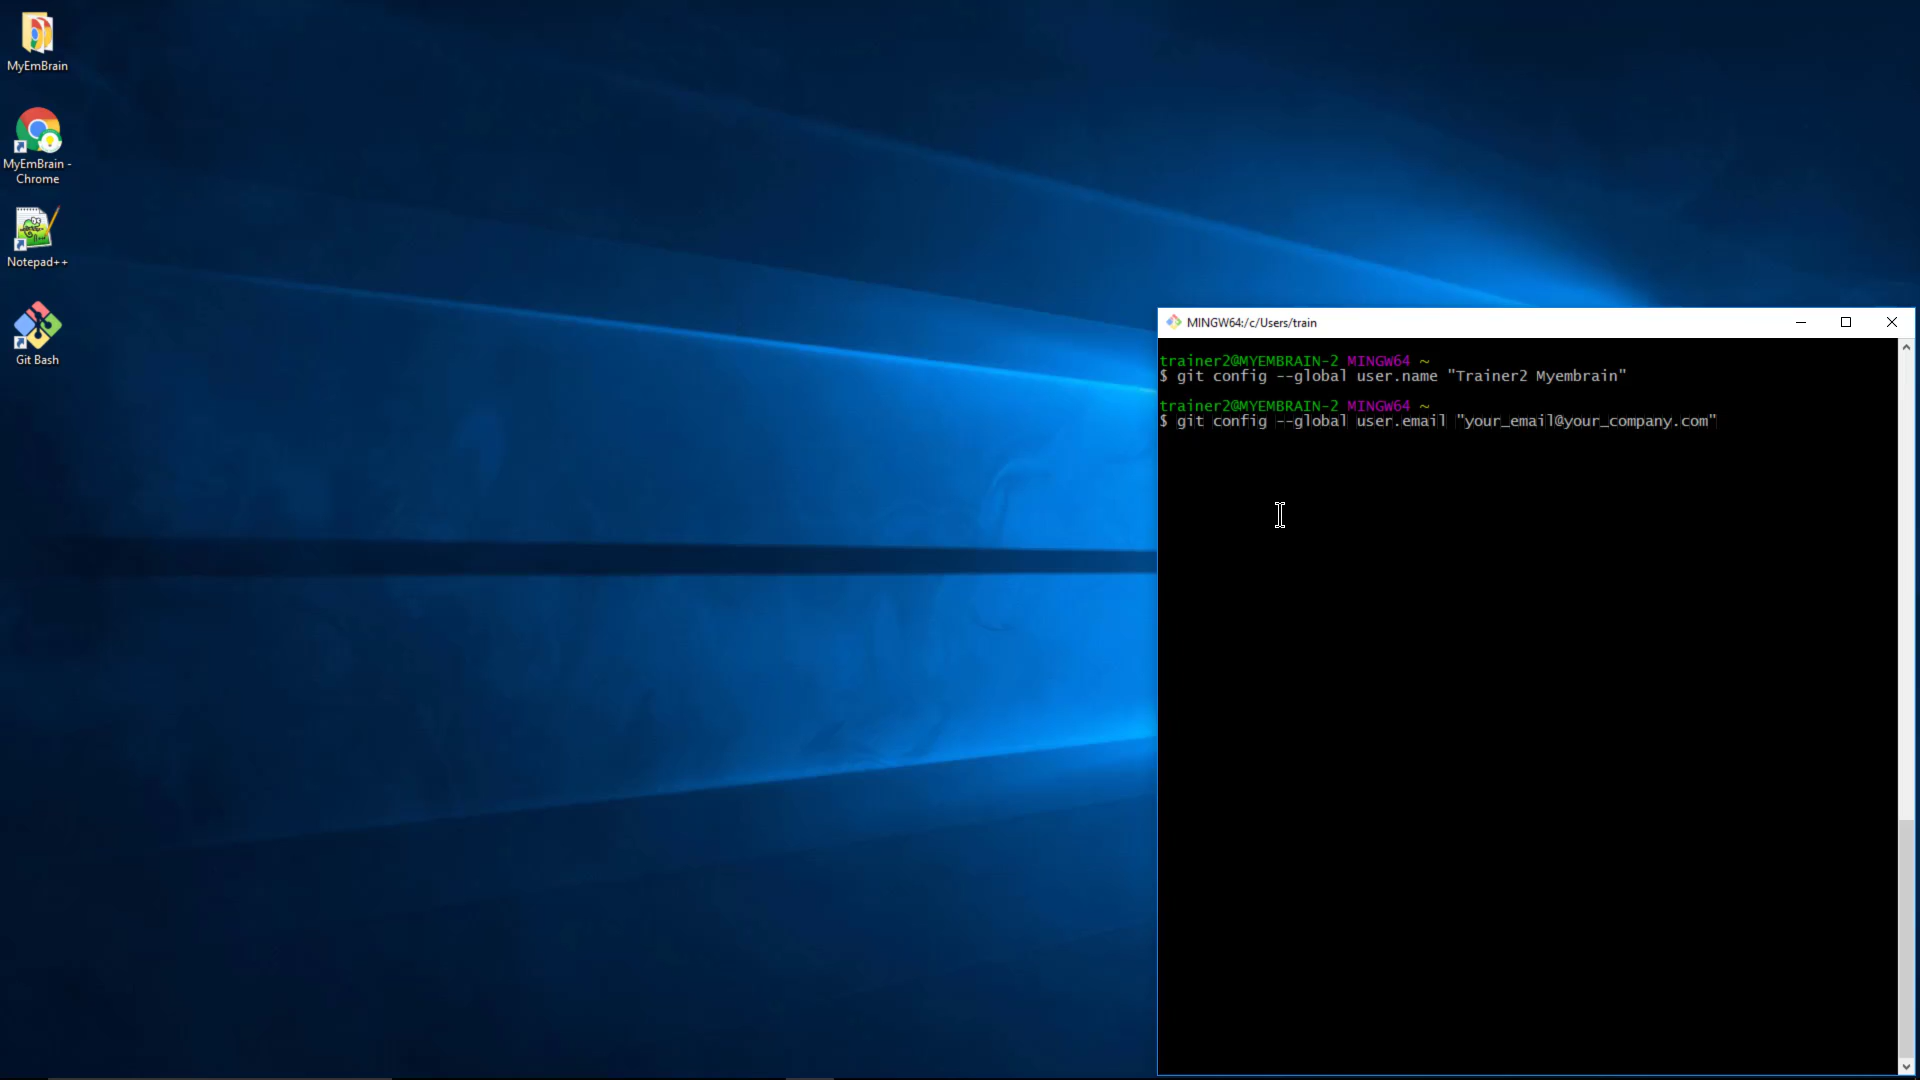 MyEmBrain
MyEmBrain -
Chrome
Notepad++
Git Bash
MINGW64:/c/Users/train
trainer2@MYEMBRAIN-2 MINGW64 ~
$ git config --global user.name "Trainer2 Myembrain"
trainer2@MYEMBRAIN-2 MINGW64 ~
$ git config --global user.email "your_email@your_company.com"